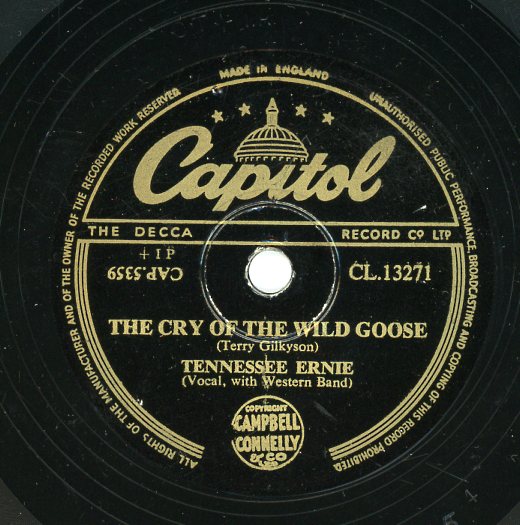 MADE IN ENGLAND
ALL RIGHTS OF THE MANUFACTURER AND OF THE OWNER OF THE RECORDED WORK RESERVED.
UNAUTHORISED PUBLIC PERFORMANCE, BROADCASTING AND COPYING OF THIS RECORD PROHIBITED.
Capitol
THE DECCA RECORD CO LTD
+IP
CAP.5359
CL.13271
THE CRY OF THE WILD GOOSE
(Terry Gilkyson)
TENNESSEE ERNIE
(Vocal, with Western Band)
COPYRIGHT
CAMPBELL
CONNELLY
& CO